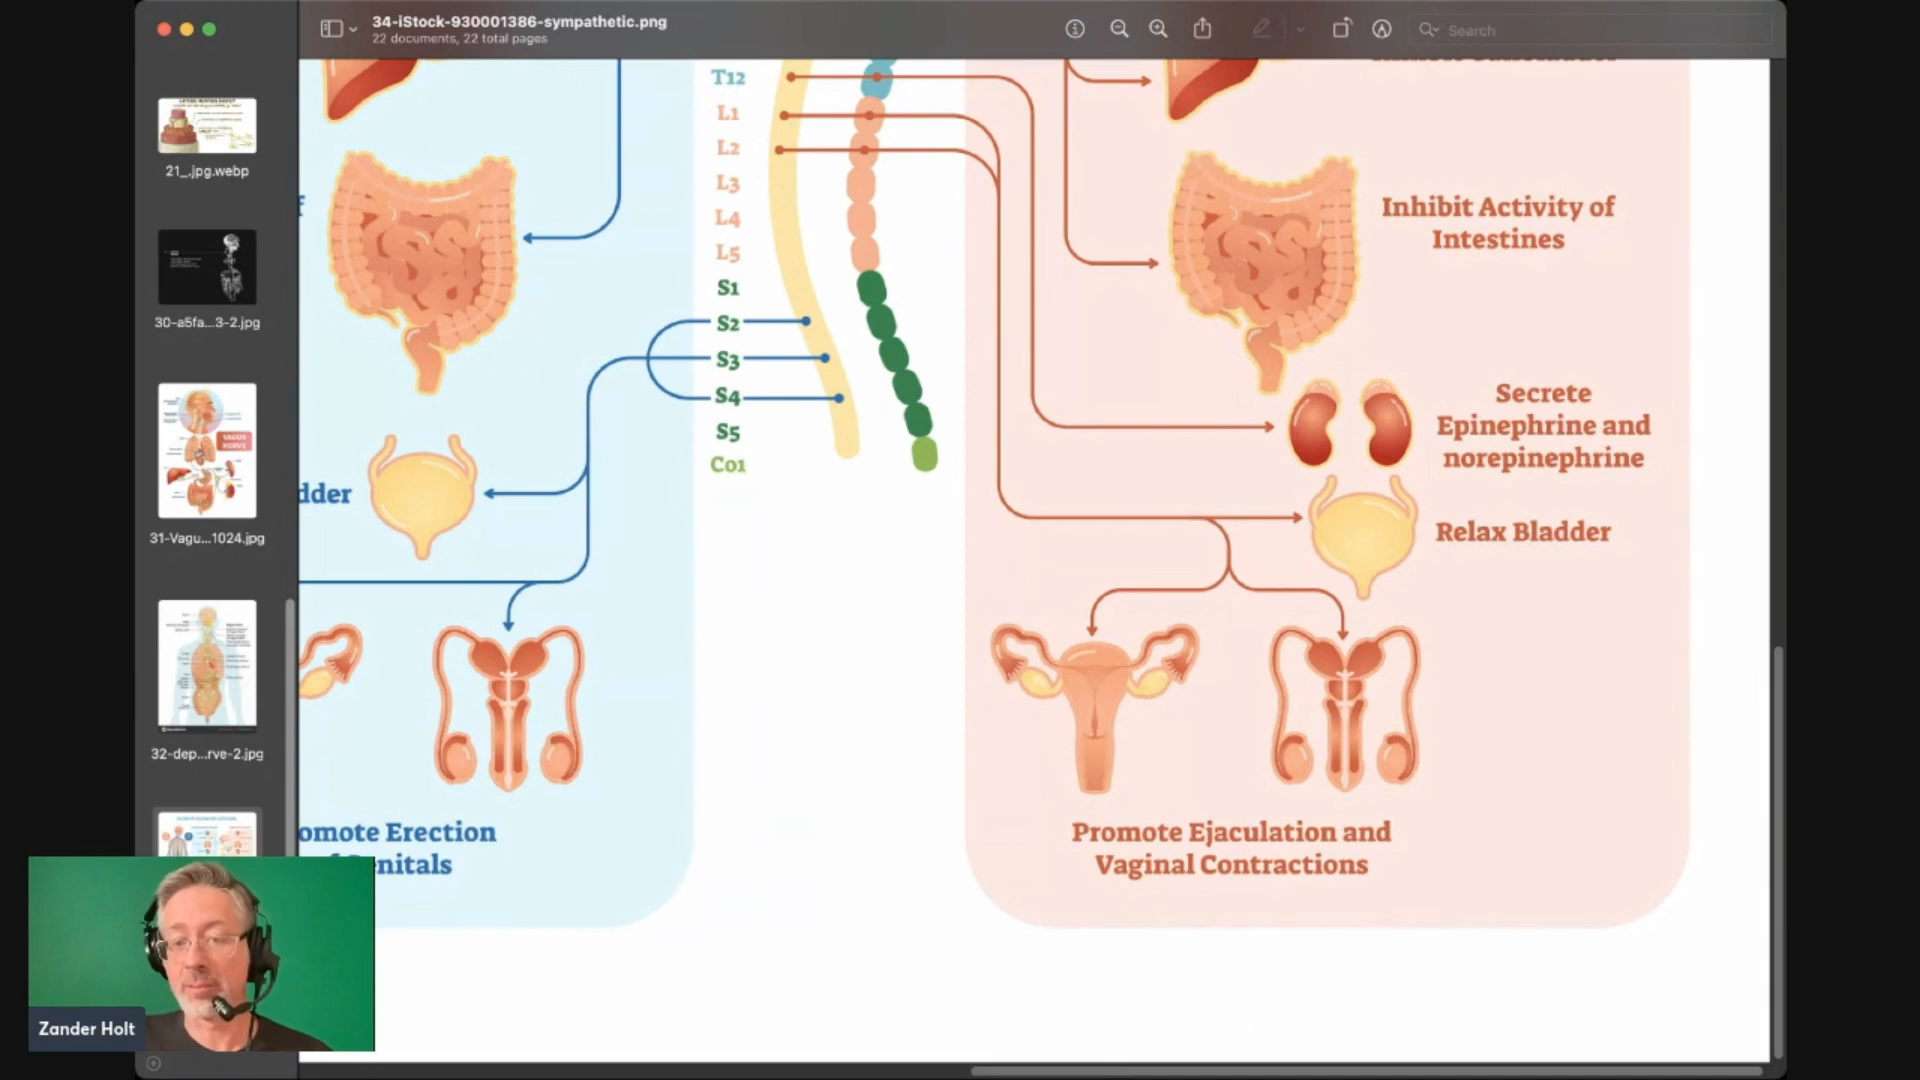 34-iStock-930001386-sympathetic.png
22 documents, 22 total pages
Search
21_.jpg.webp
30-a5fa...3-2.jpg
VAGUS
NERVE
31-Vagu...1024.jpg
32-dep...rve-2.jpg
T12
L1
L2
L3
L4
L5
S1
S2
S3
S4
S5
Co1
f
dder
omote Erection
Genitals
Inhibit Activity of
Intestines
Secrete
Epinephrine and
norepinephrine
Relax Bladder
Promote Ejaculation and
Vaginal Contractions
Zander Holt